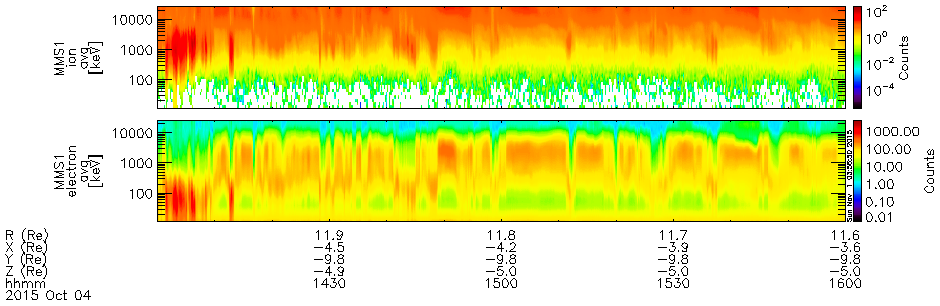 10000
1000
100
MMS1
ion
avg
[keV]
10²
10⁰
10⁻²
10⁻⁴
Counts
10000
1000
100
MMS1
electron
avg
[keV]
1000.00
100.00
10.00
1.00
0.10
0.01
Counts
R (Re) 11.9 11.8 11.7 11.6
X (Re) −4.5 −4.2 −3.9 −3.6
Y (Re) −9.8 −9.8 −9.8 −9.8
Z (Re) −4.9 −5.0 −5.0 −5.0
hhmm 1430 1500 1530 1600
2015 Oct 04